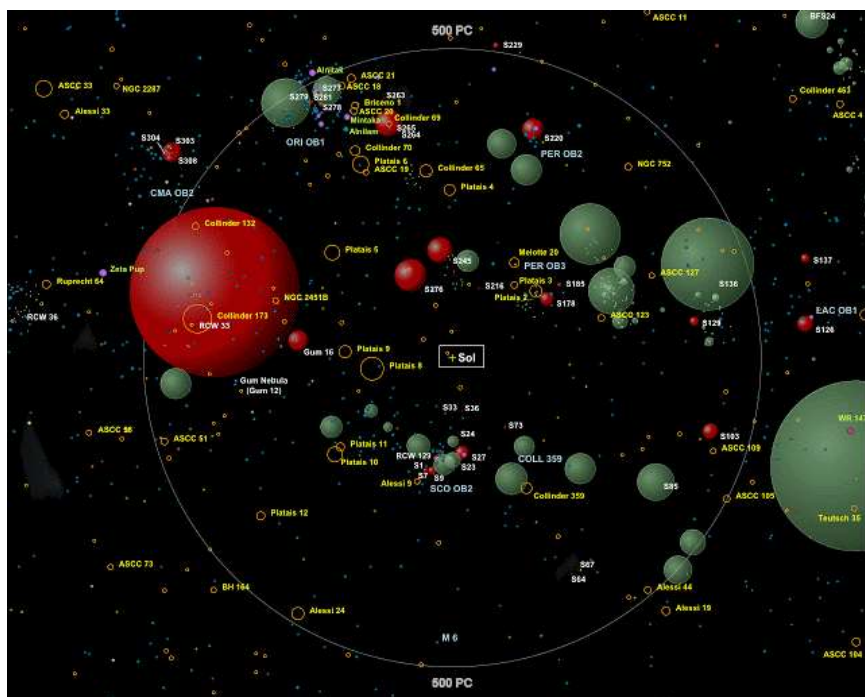 ASCC 11
BFS24
500 PC
S229
Alnitak
ASCC 21
ASCC 33
NGC 2287
S277
ASCC 18
S263
Collinder 463
S279
S281
Briceno 1
ASCC 4
S278
ASCC 20
Alessi 33
Mintaka
Collinder 69
S265
Alnilam
S264
S304
S303
ORI OB1
S220
S308
Collinder 70
PER OB2
Platais 6
ASCC 19
Collinder 65
NGC 752
CMA OB2
Platais 4
Collinder 132
Platais 5
S245
Melotte 20
S137
Zeta Pup
PER OB3
ASCC 127
Ruprecht 64
S276
S216
Platais 3
S185
S136
Platais 2
NGC 2451B
S178
LAC OB1
RCW 36
Collinder 173
ASCC 123
S129
RCW 33
S126
Gum 16
Platais 9
+Sol
Platais 8
Gum Nebula
(Gum 12)
S33
S36
WR 147
S73
ASCC 51
S24
S103
Platais 11
RCW 129
S27
ASCC 109
Platais 10
S1
S23
COLL 359
S7
S9
Alessi 9
SCO OB2
S85
Collinder 359
ASCC 105
Platais 12
Teutsch 35
ASCC 73
S67
S64
BH 164
Alessi 44
Alessi 24
Alessi 19
M 6
ASCC 104
500 PC